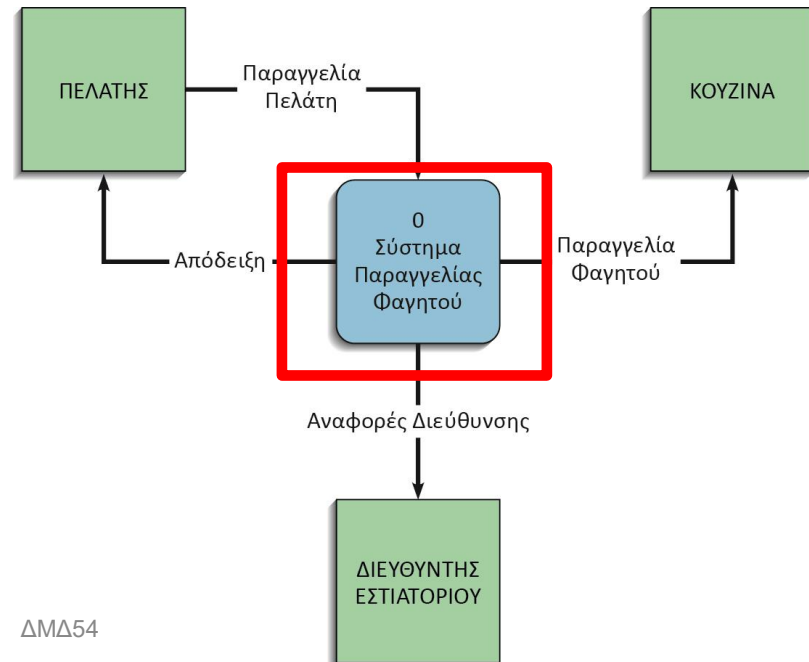 ΠΕΛΑΤΗΣ
Παραγγελία
Πελάτη
ΚΟΥΖΙΝΑ
0
Σύστημα
Παραγγελίας
Φαγητού
Απόδειξη
Παραγγελία
Φαγητού
Αναφορές Διεύθυνσης
ΔΙΕΥΘΥΝΤΗΣ
ΕΣΤΙΑΤΟΡΙΟΥ
ΔΜΔ54